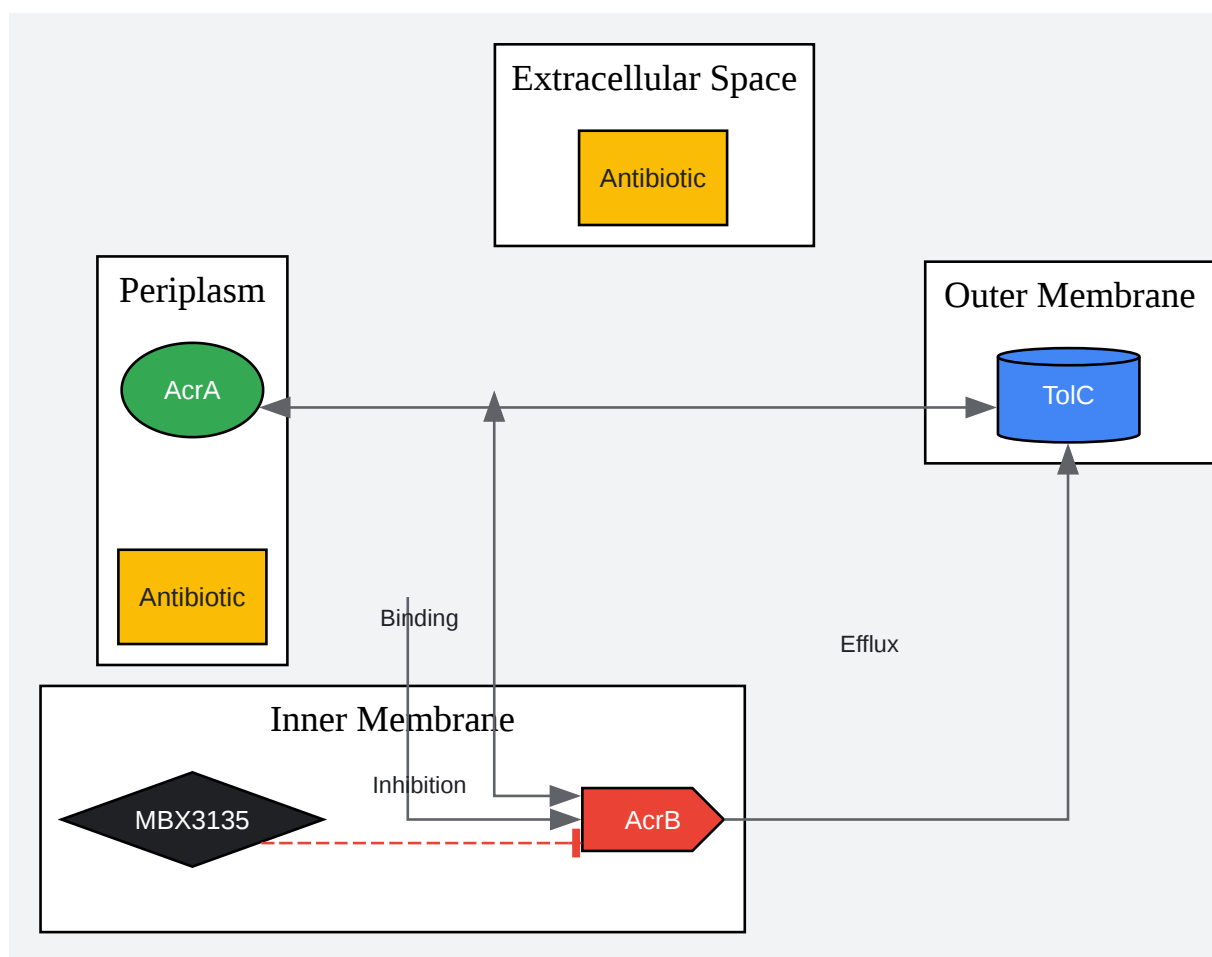 Extracellular Space
Antibiotic
Periplasm
Outer Membrane
AcrA
TolC
Antibiotic
Binding
Efflux
Inner Membrane
Inhibition
MBX3135
AcrB